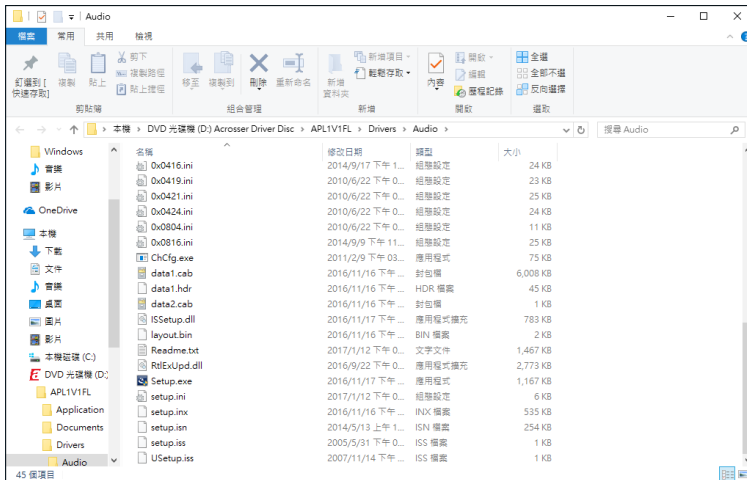 Audio
檔案 常用 共用 檢視
釘選到 [
快速存取]
複製
貼上
剪下
複製路徑
貼上捷徑
剪貼簿
移至
複製到
刪除
重新命名
組合管理
新增
資料夾
新增項目
輕鬆存取
新增
內容
開啟
編輯
歷程記錄
開啟
全選
全部不選
反向選擇
選取
本機 › DVD 光碟機 (D:) Acrosser Driver Disc › APL1V1FL › Drivers › Audio ›
搜尋 Audio
Windows
音樂
影片
OneDrive
本機
下載
文件
音樂
桌面
圖片
影片
本機磁碟 (C:)
DVD 光碟機 (D:)
APL1V1FL
Application
Documents
Drivers
Audio
名稱 修改日期 類型 大小
0x0416.ini 2014/9/17 下午 1... 組態設定 24 KB
0x0419.ini 2010/6/22 下午 0... 組態設定 23 KB
0x0421.ini 2010/6/22 下午 0... 組態設定 25 KB
0x0424.ini 2010/6/22 下午 0... 組態設定 24 KB
0x0804.ini 2010/6/22 下午 0... 組態設定 11 KB
0x0816.ini 2014/9/9 下午 11... 組態設定 25 KB
ChCfg.exe 2011/2/9 下午 03... 應用程式 75 KB
data1.cab 2016/11/16 下午 ... 封包檔 6,008 KB
data1.hdr 2016/11/16 下午 ... HDR 檔案 45 KB
data2.cab 2016/11/16 下午 ... 封包檔 1 KB
ISSetup.dll 2016/11/17 下午 ... 應用程式擴充 783 KB
layout.bin 2016/11/16 下午 ... BIN 檔案 2 KB
Readme.txt 2017/1/12 下午 0... 文字文件 1,467 KB
RtlExUpd.dll 2016/9/22 下午 0... 應用程式擴充 2,773 KB
Setup.exe 2016/11/17 下午 ... 應用程式 1,167 KB
setup.ini 2017/1/12 下午 0... 組態設定 6 KB
setup.inx 2016/11/16 下午 ... INX 檔案 535 KB
setup.isn 2014/5/13 上午 1... ISN 檔案 254 KB
setup.iss 2005/5/31 下午 0... ISS 檔案 1 KB
USetup.iss 2007/11/14 下午 ... ISS 檔案 1 KB
45 個項目